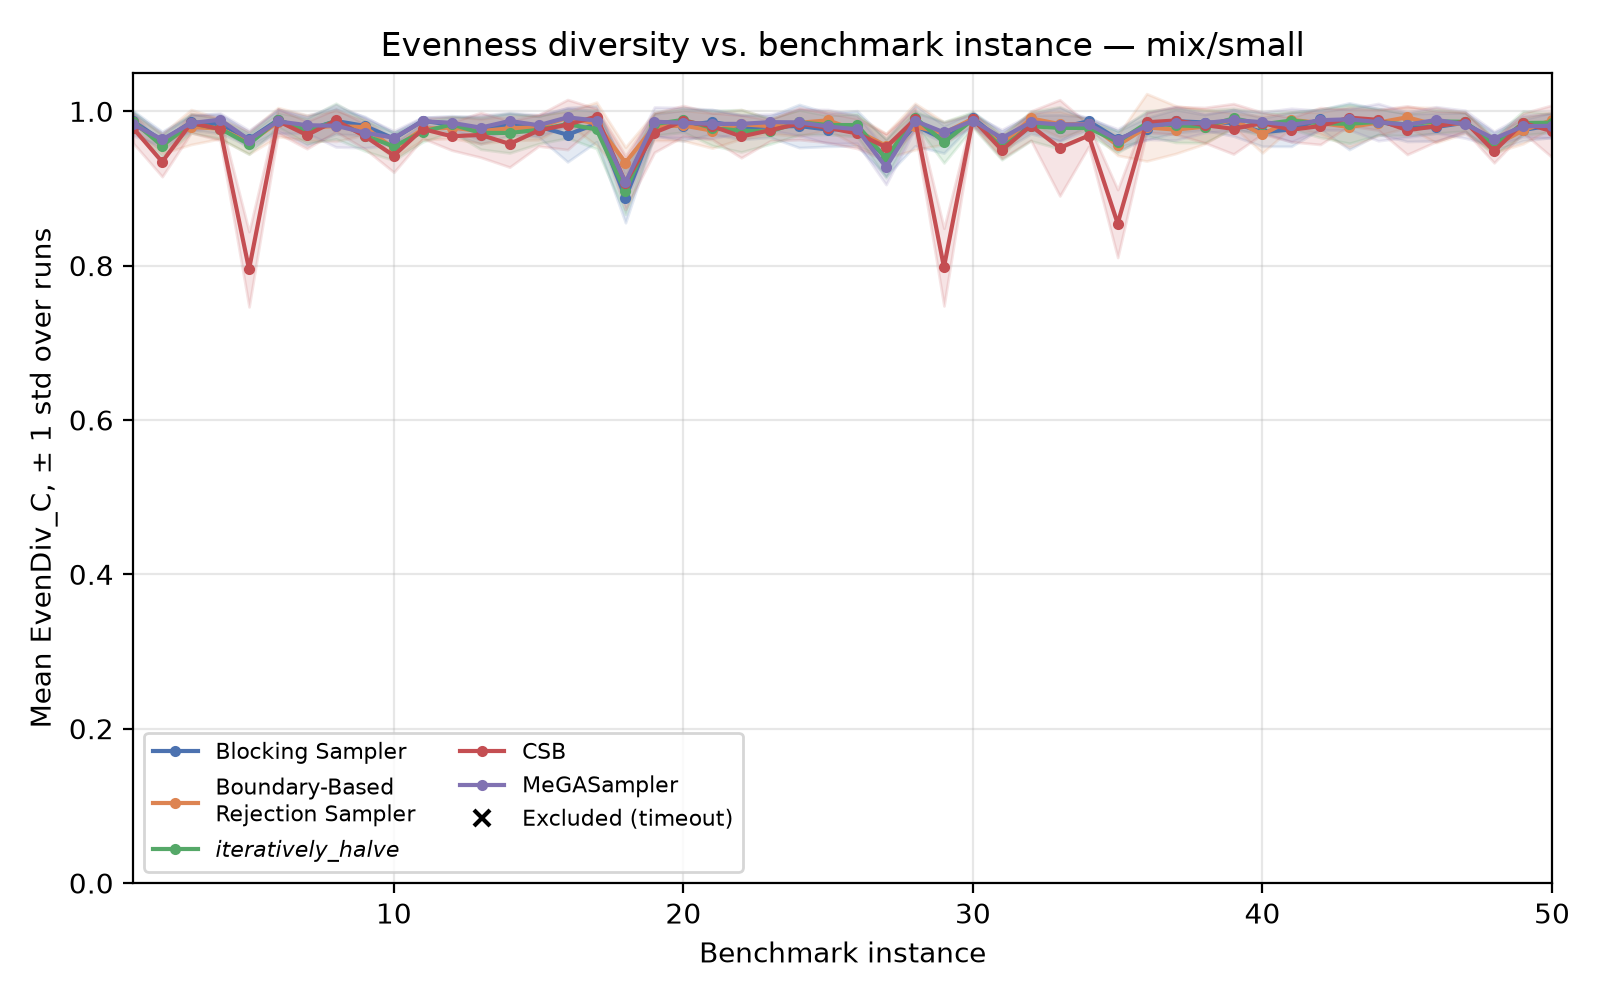 Evenness diversity vs. benchmark instance — mix/small
Mean EvenDiv_C, ± 1 std over runs
1.0
0.8
0.6
0.4
0.2
0.0
10
20
30
40
50
Benchmark instance
Blocking Sampler
Boundary-Based
Rejection Sampler
iteratively_halve
CSB
MeGASampler
Excluded (timeout)